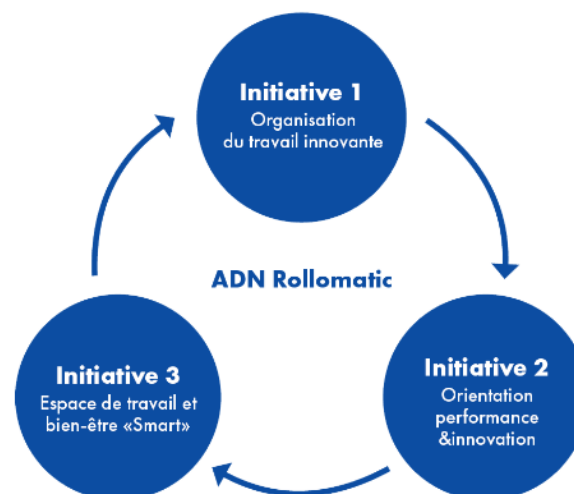 Initiative 1
Organisation
du travail innovante
ADN Rollomatic
Initiative 2
Orientation
performance
&innovation
Initiative 3
Espace de travail et
bien-être «Smart»